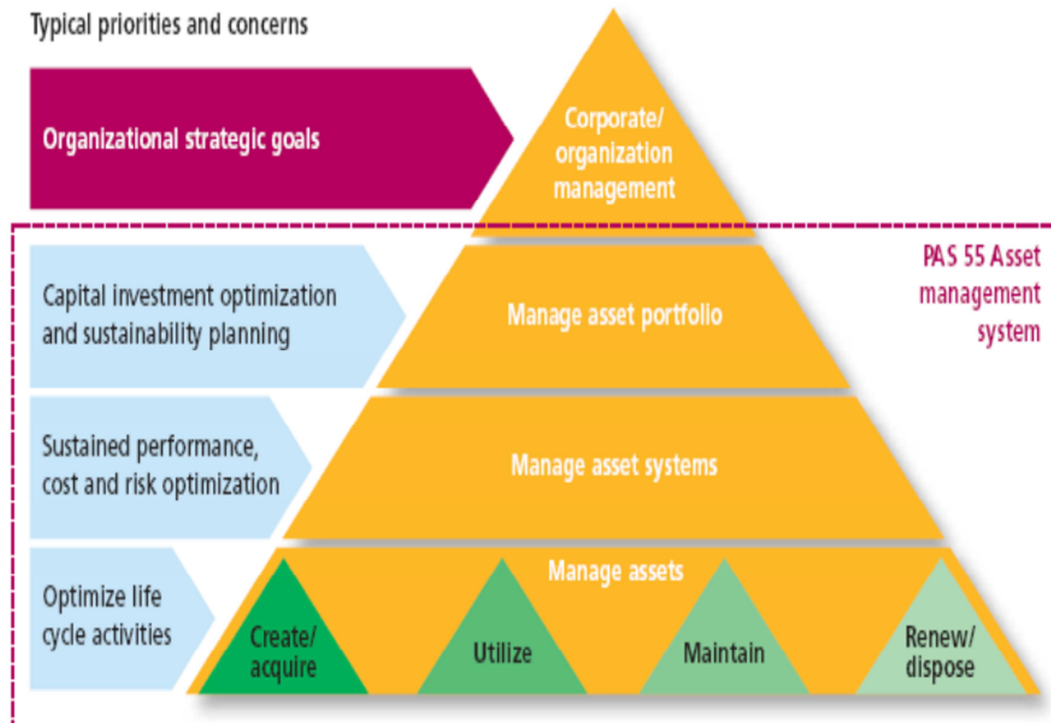 Typical priorities and concerns
Organizational strategic goals
Corporate/
organization
management
PAS 55 Asset
management
system
Capital investment optimization
and sustainability planning
Manage asset portfolio
Sustained performance,
cost and risk optimization
Manage asset systems
Optimize life
cycle activities
Manage assets
Create/
acquire
Utilize
Maintain
Renew/
dispose